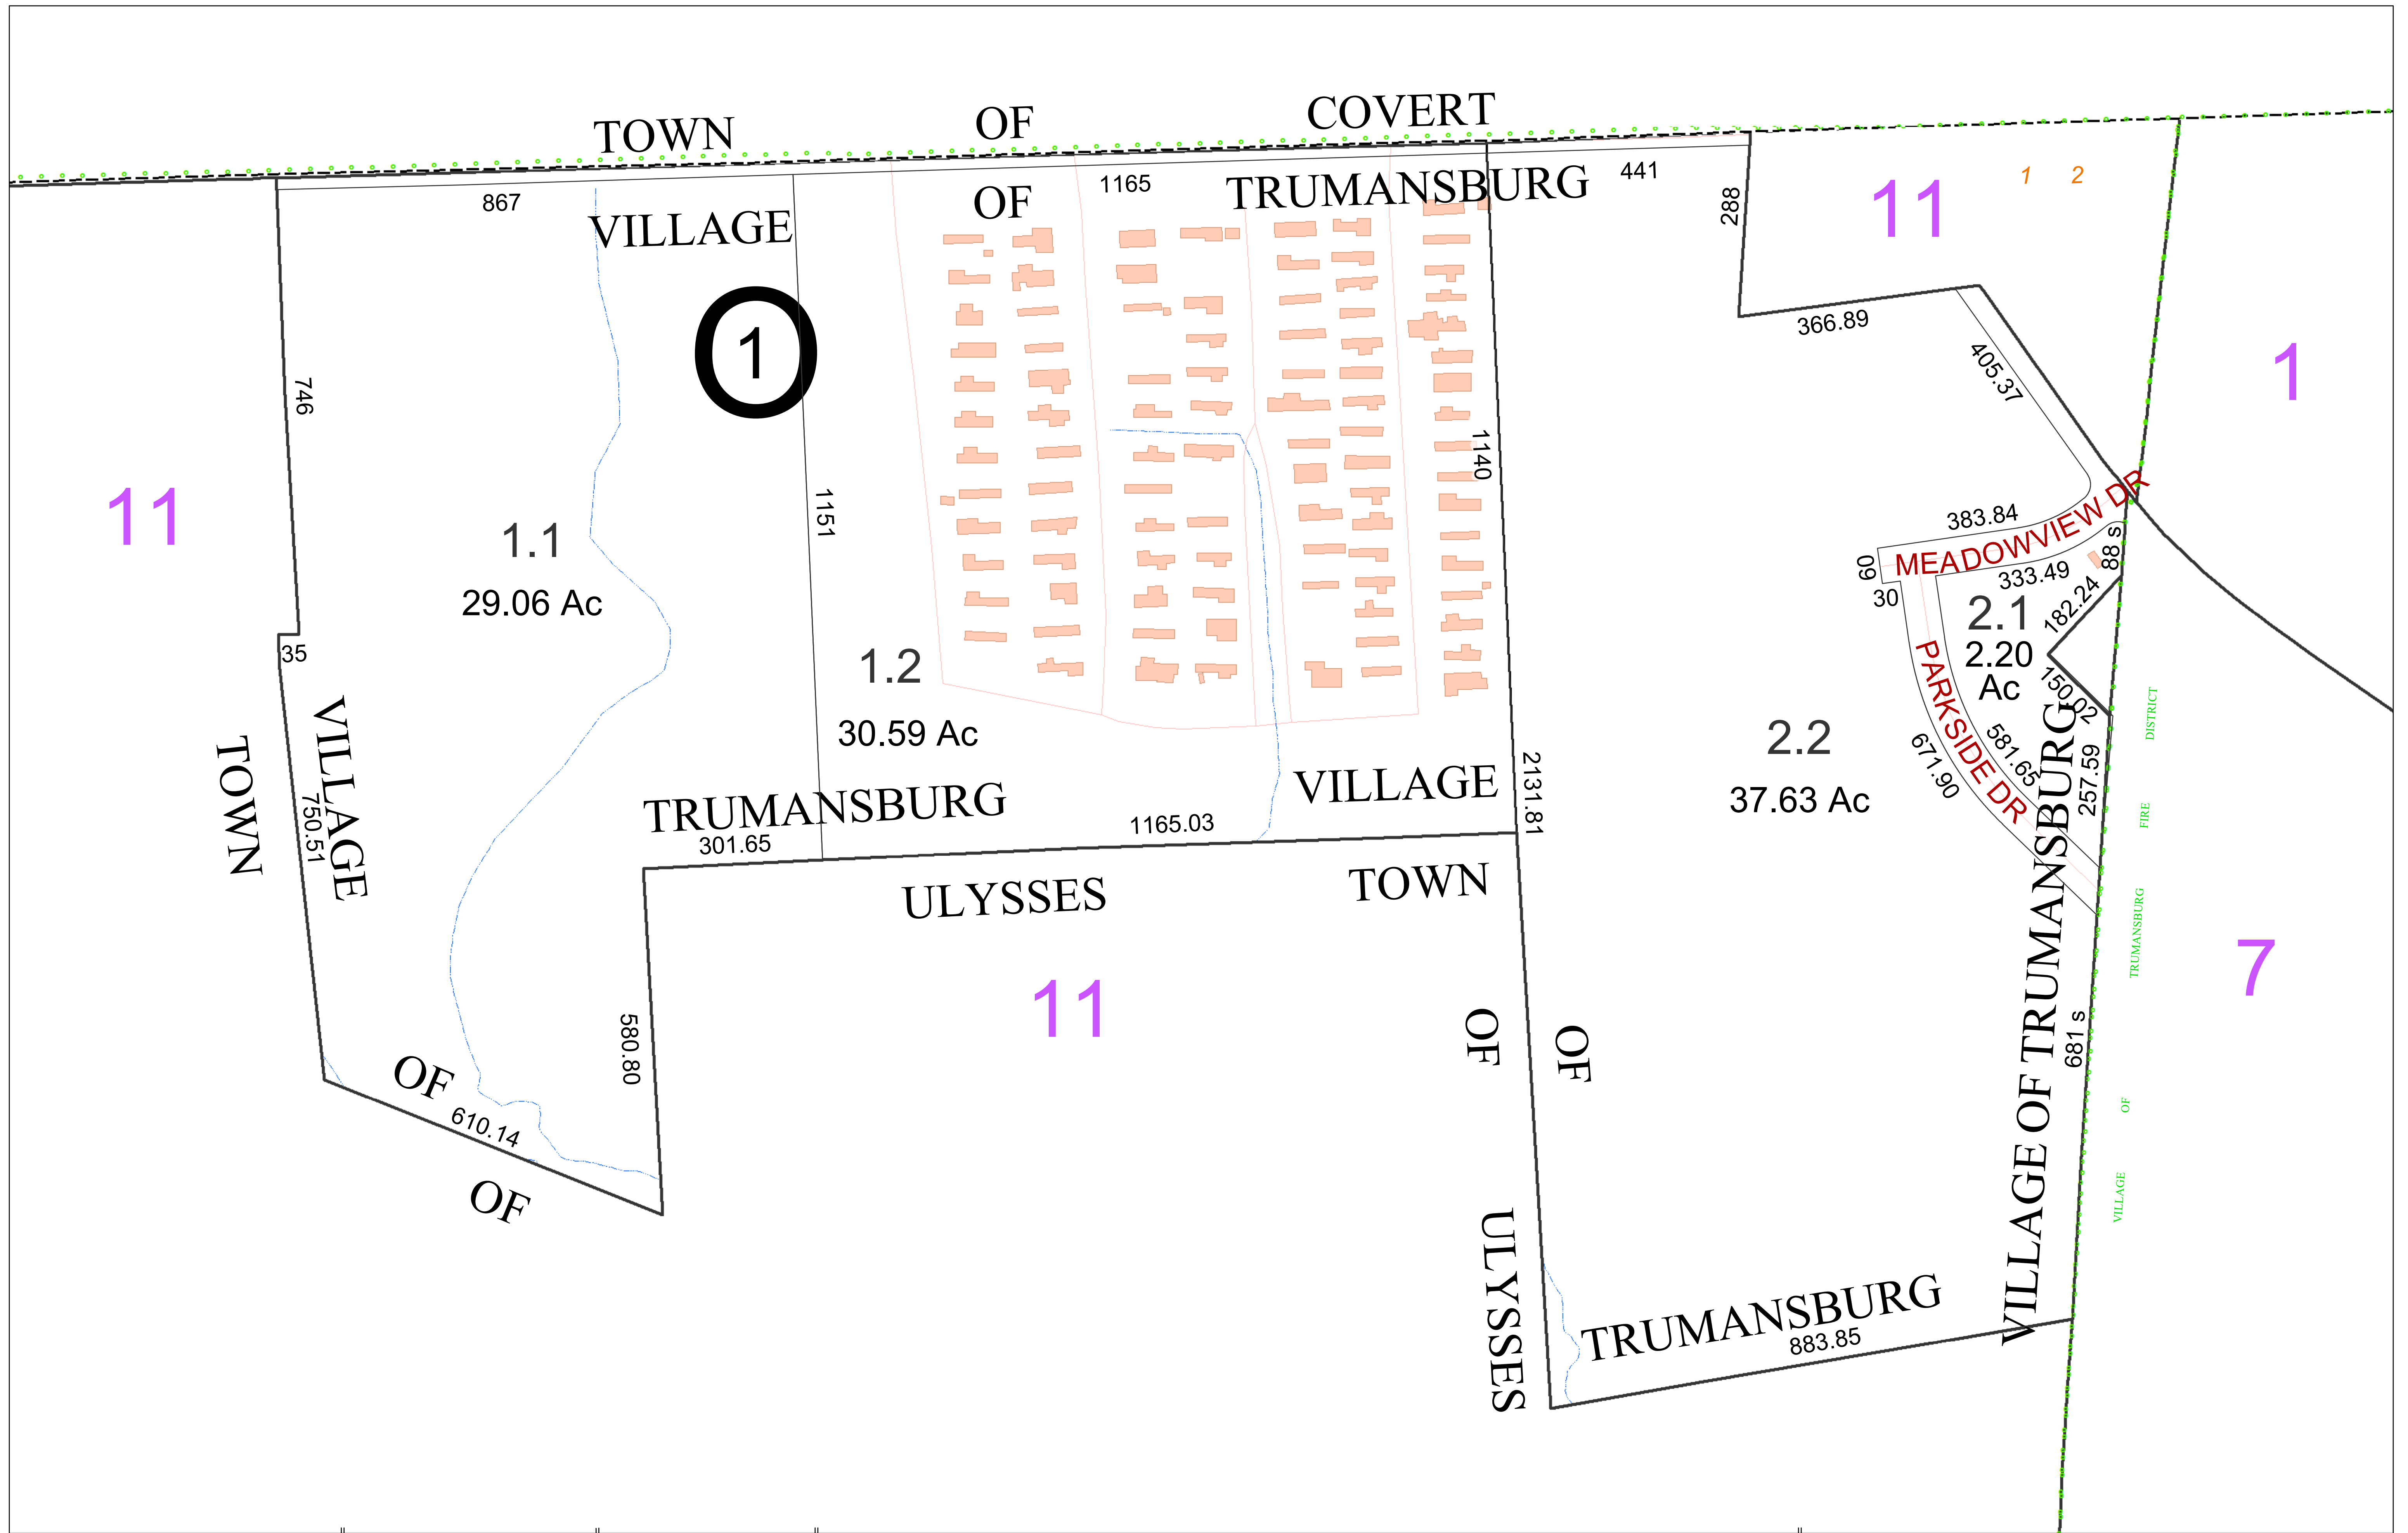 TOWN OF COVERT
VILLAGE OF TRUMANSBURG
867
1165
441
288
11
1 2
366.89
405.37
1
1
746
11
1151
1140
1.1
29.06 Ac
383.84
MEADOWVIEW DR
60
30
333.49
88 s
182.24
2.1
2.20
Ac
150.02
35
1.2
30.59 Ac
2.2
37.63 Ac
PARKSIDE DR
581.65
671.90
257.59
VILLAGE OF TRUMANSBURG
TOWN OF ULYSSES
750.51
301.65
1165.03
2131.81
VILLAGE OF TRUMANSBURG
TOWN OF ULYSSES
580.80
610.14
11
7
681 s
VILLAGE OF TRUMANSBURG
883.85
VILLAGE OF TRUMANSBURG FIRE DISTRICT